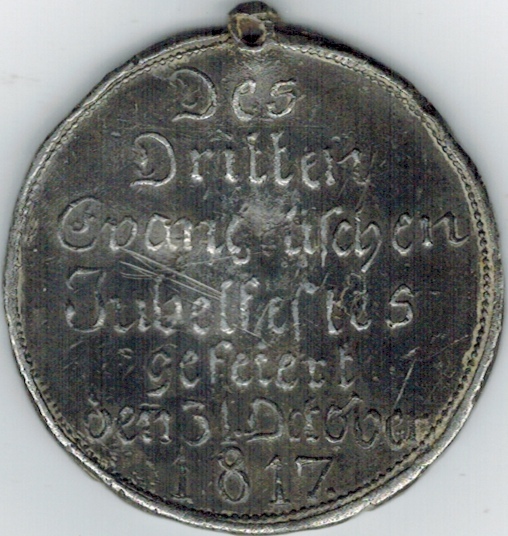 Des
Dritten
Evangelischen
Jubelfestes
gefeiert
den 31. October
1817.